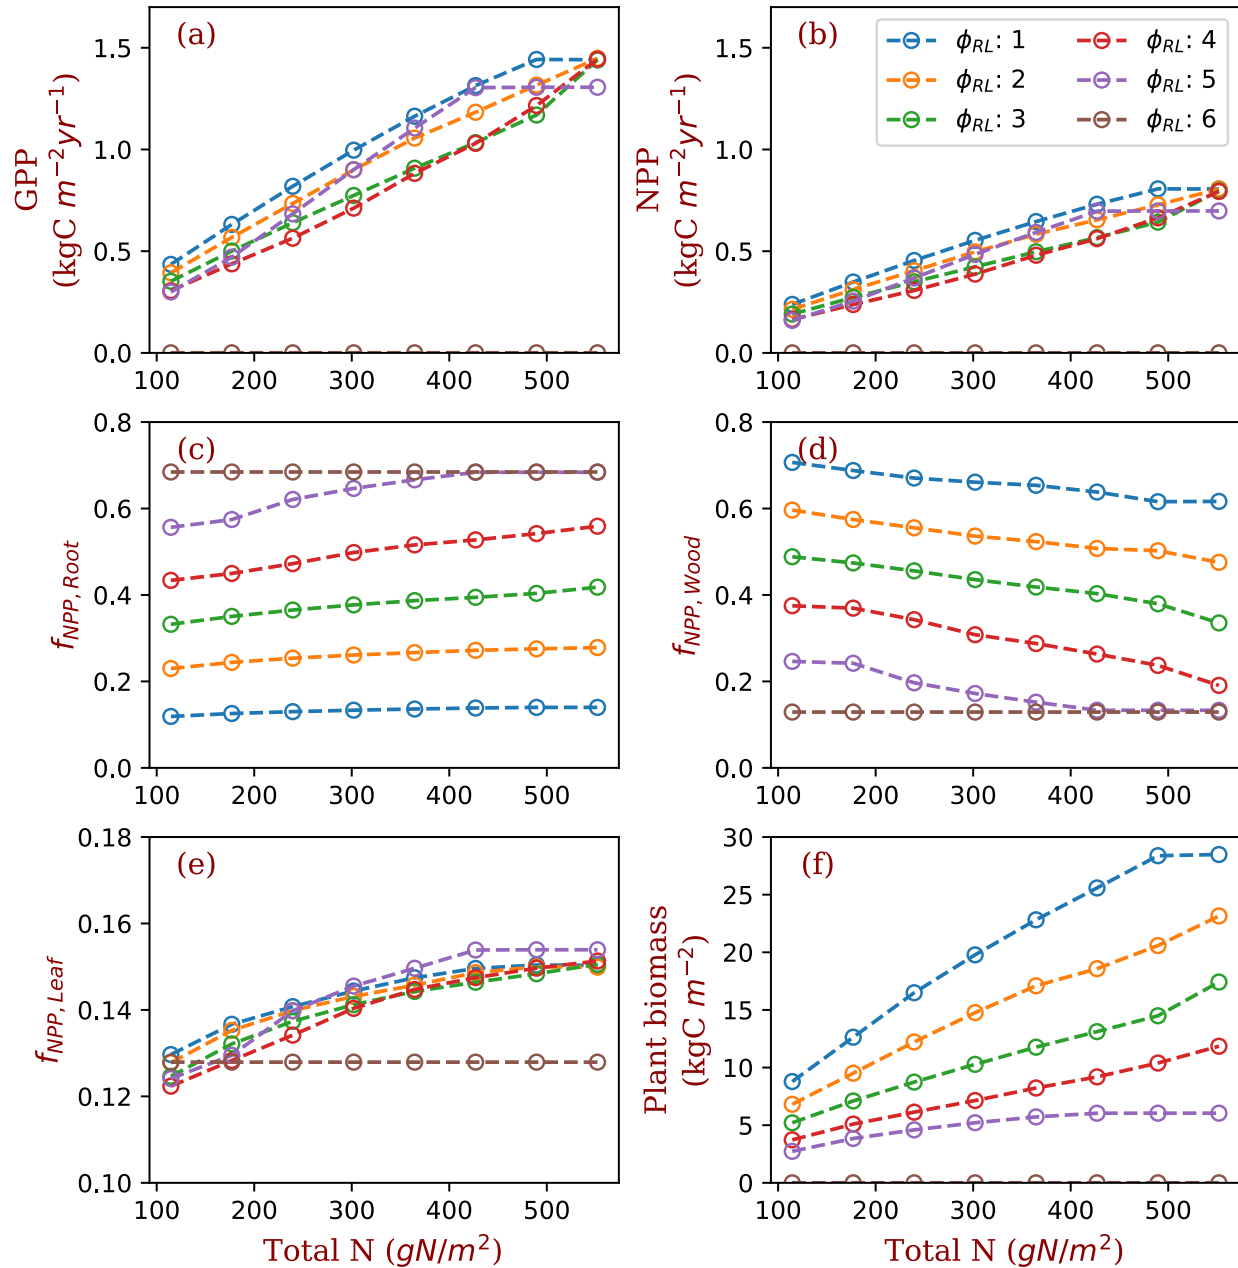 (a)
GPP
(kgC m⁻²yr⁻¹)
1.5
1.0
0.5
0.0
100 200 300 400 500
(b)
NPP
(kgC m⁻²yr⁻¹)
1.5
1.0
0.5
0.0
100 200 300 400 500
ϕRL: 1
ϕRL: 2
ϕRL: 3
ϕRL: 4
ϕRL: 5
ϕRL: 6
(c)
fNPP, Root
0.8
0.6
0.4
0.2
0.0
100 200 300 400 500
(d)
fNPP, Wood
0.8
0.6
0.4
0.2
0.0
100 200 300 400 500
(e)
fNPP, Leaf
0.18
0.16
0.14
0.12
0.10
100 200 300 400 500
Total N (gN/m²)
(f)
Plant biomass
(kgC m⁻²)
30
25
20
15
10
5
0
100 200 300 400 500
Total N (gN/m²)